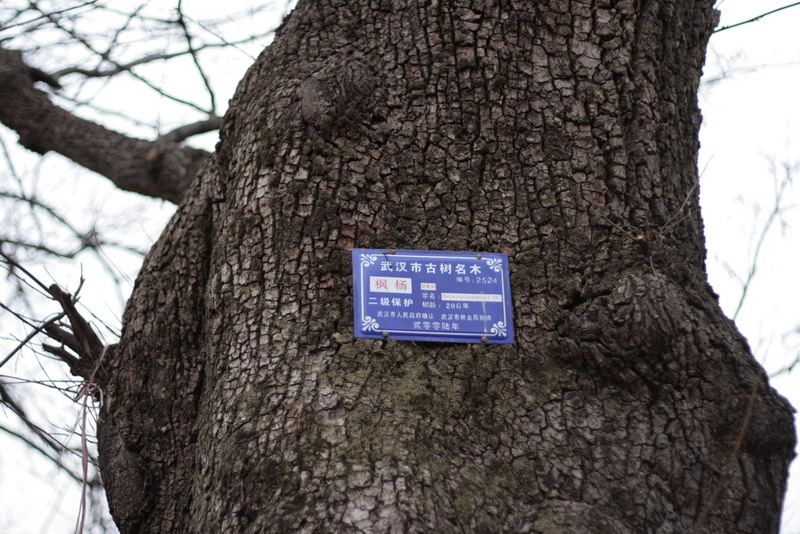 武汉市古树名木
编号:2524
枫杨
学名
二级保护 树龄:206年
武汉市人民政府确认 武汉市林业局制牌
贰零零陆年